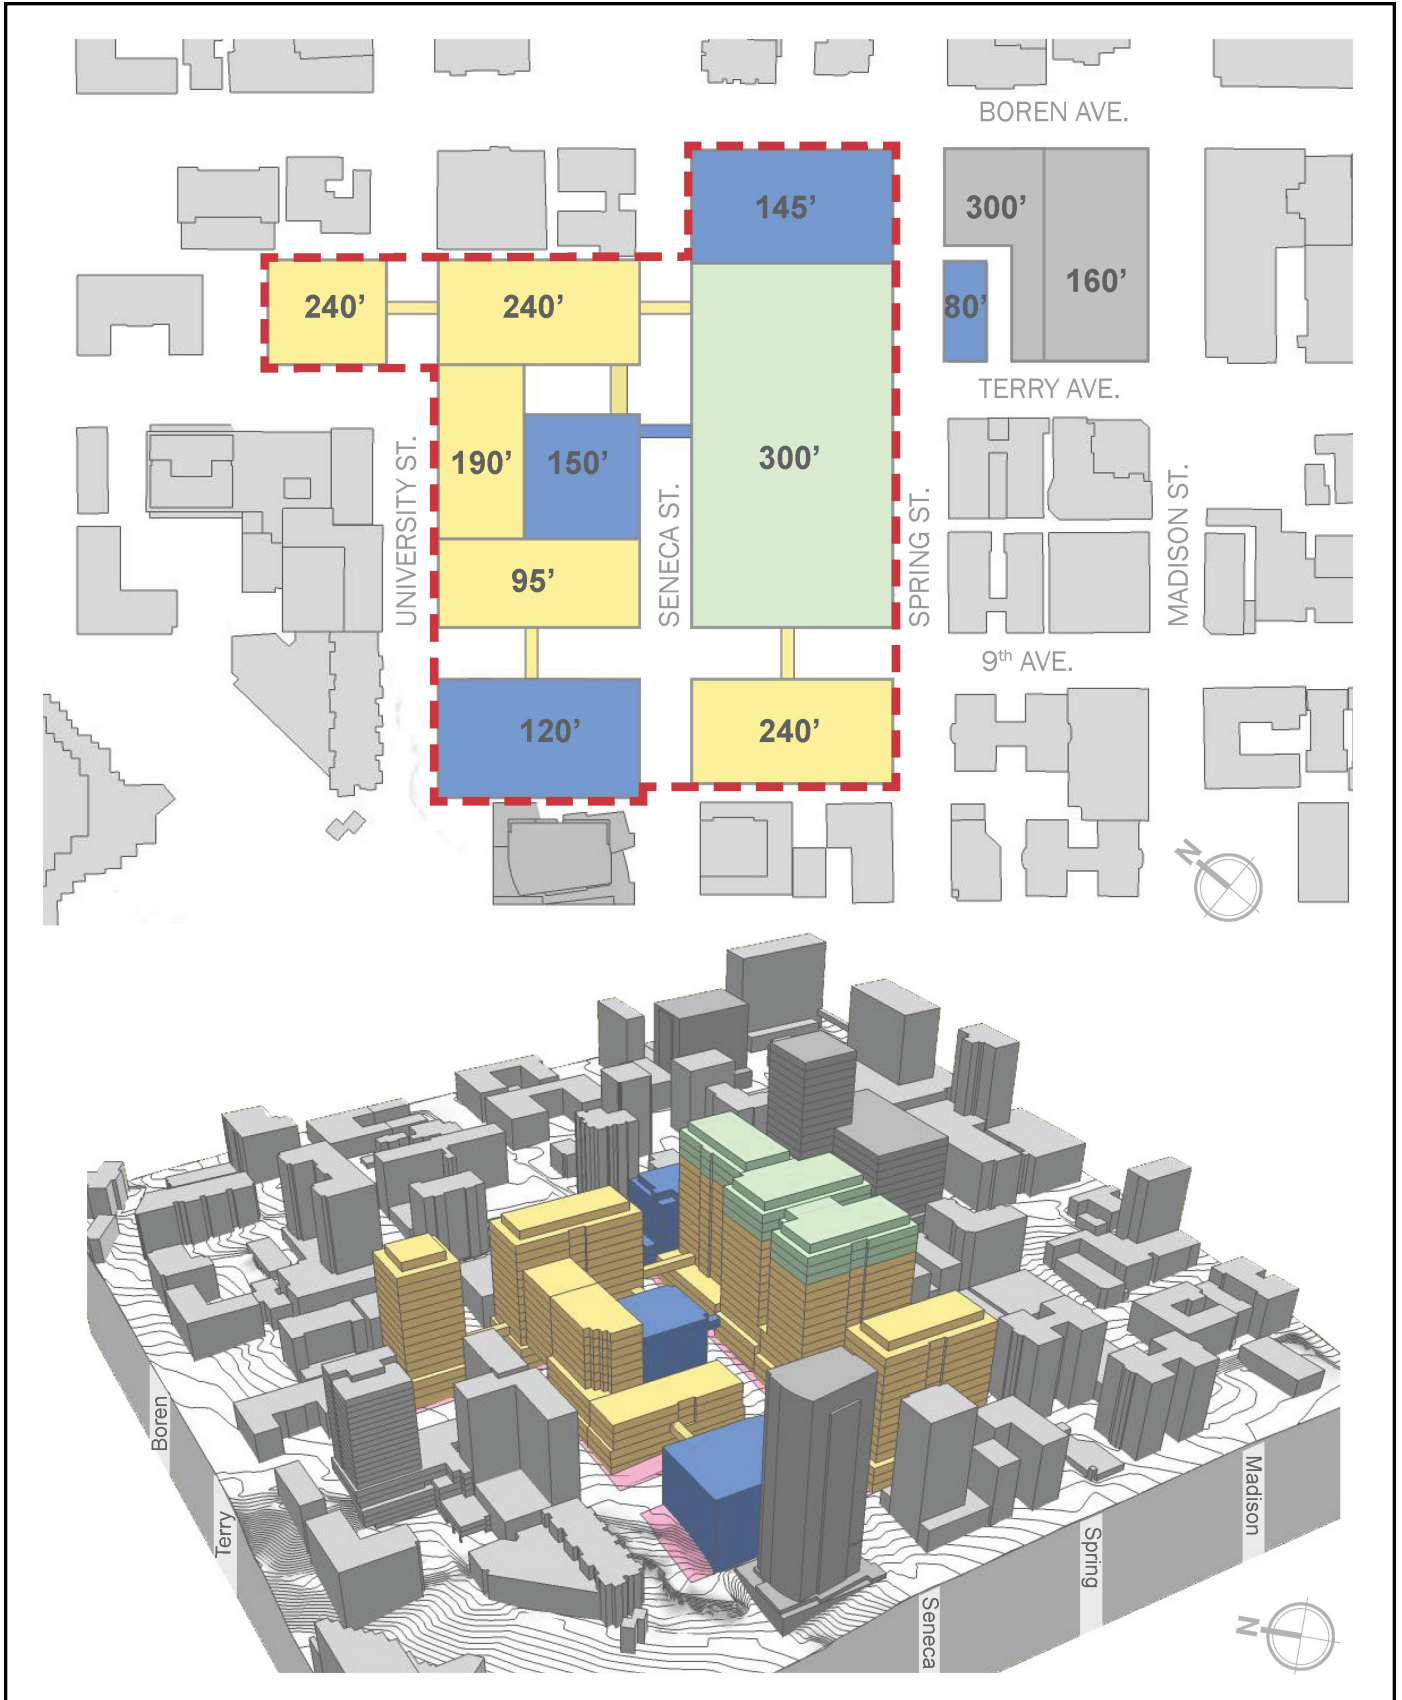 BOREN AVE.
145’
300’
160’
80’
240’
240’
TERRY AVE.
190’
150’
300’
UNIVERSITY ST.
SENECA ST.
SPRING ST.
MADISON ST.
95’
9th AVE.
120’
240’
N
Boren
Terry
Madison
Spring
Seneca
N